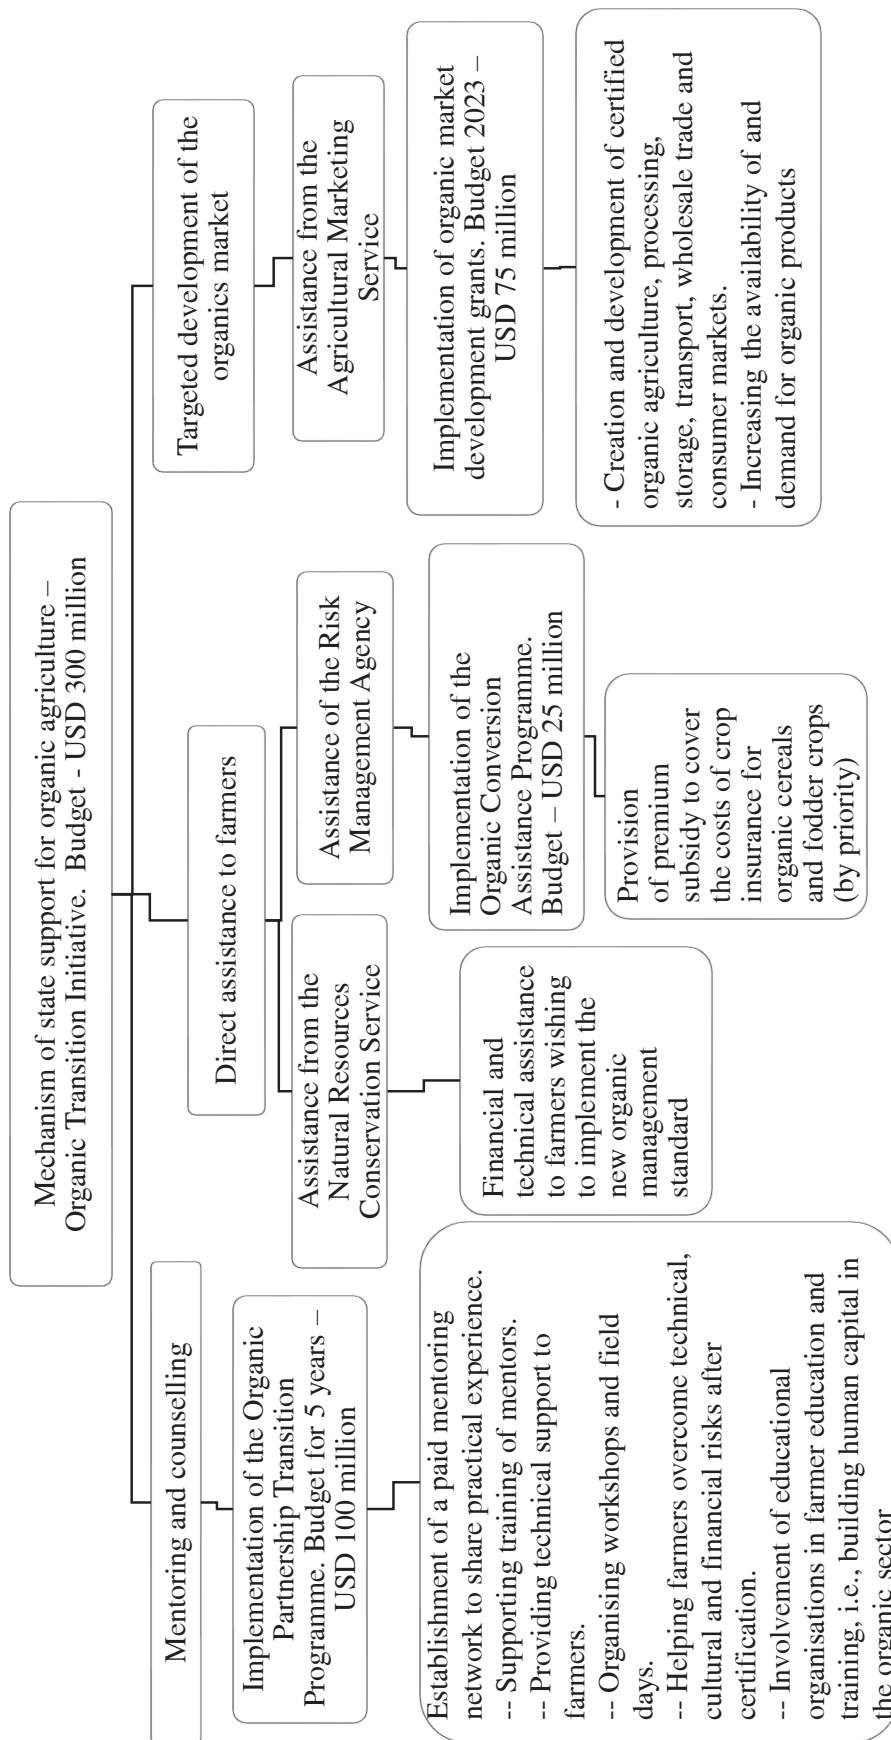 Mechanism of state support for organic agriculture –
Organic Transition Initiative.  Budget - USD 300 million
Mentoring and counselling
Implementation of the Organic
Partnership Transition
Programme. Budget for 5 years –
USD 100 million
Establishment of a paid mentoring
network to share practical experience.
-- Supporting training of mentors.
-- Providing technical support to
farmers.
-- Organising workshops and field
days.
-- Helping farmers overcome technical,
cultural and financial risks after
certification.
-- Involvement of educational
organisations in farmer education and
training, i.e., building human capital in
the organic sector
Direct assistance to farmers
Assistance from the
Natural Resources
Conservation Service
Financial and
technical assistance
to farmers wishing
to implement the
new organic
management
standard
Assistance of the Risk
Management Agency
Implementation of the
Organic Conversion
Assistance Programme.
Budget – USD 25 million
Provision
of premium
subsidy to cover
the costs of crop
insurance for
organic cereals
and fodder crops
(by priority)
Targeted development of the
organics market
Assistance from the
Agricultural Marketing
Service
Implementation of organic market
development grants. Budget 2023 –
USD 75 million
- Creation and development of certified
organic agriculture, processing,
storage, transport, wholesale trade and
consumer markets.
- Increasing the availability of and
demand for organic products